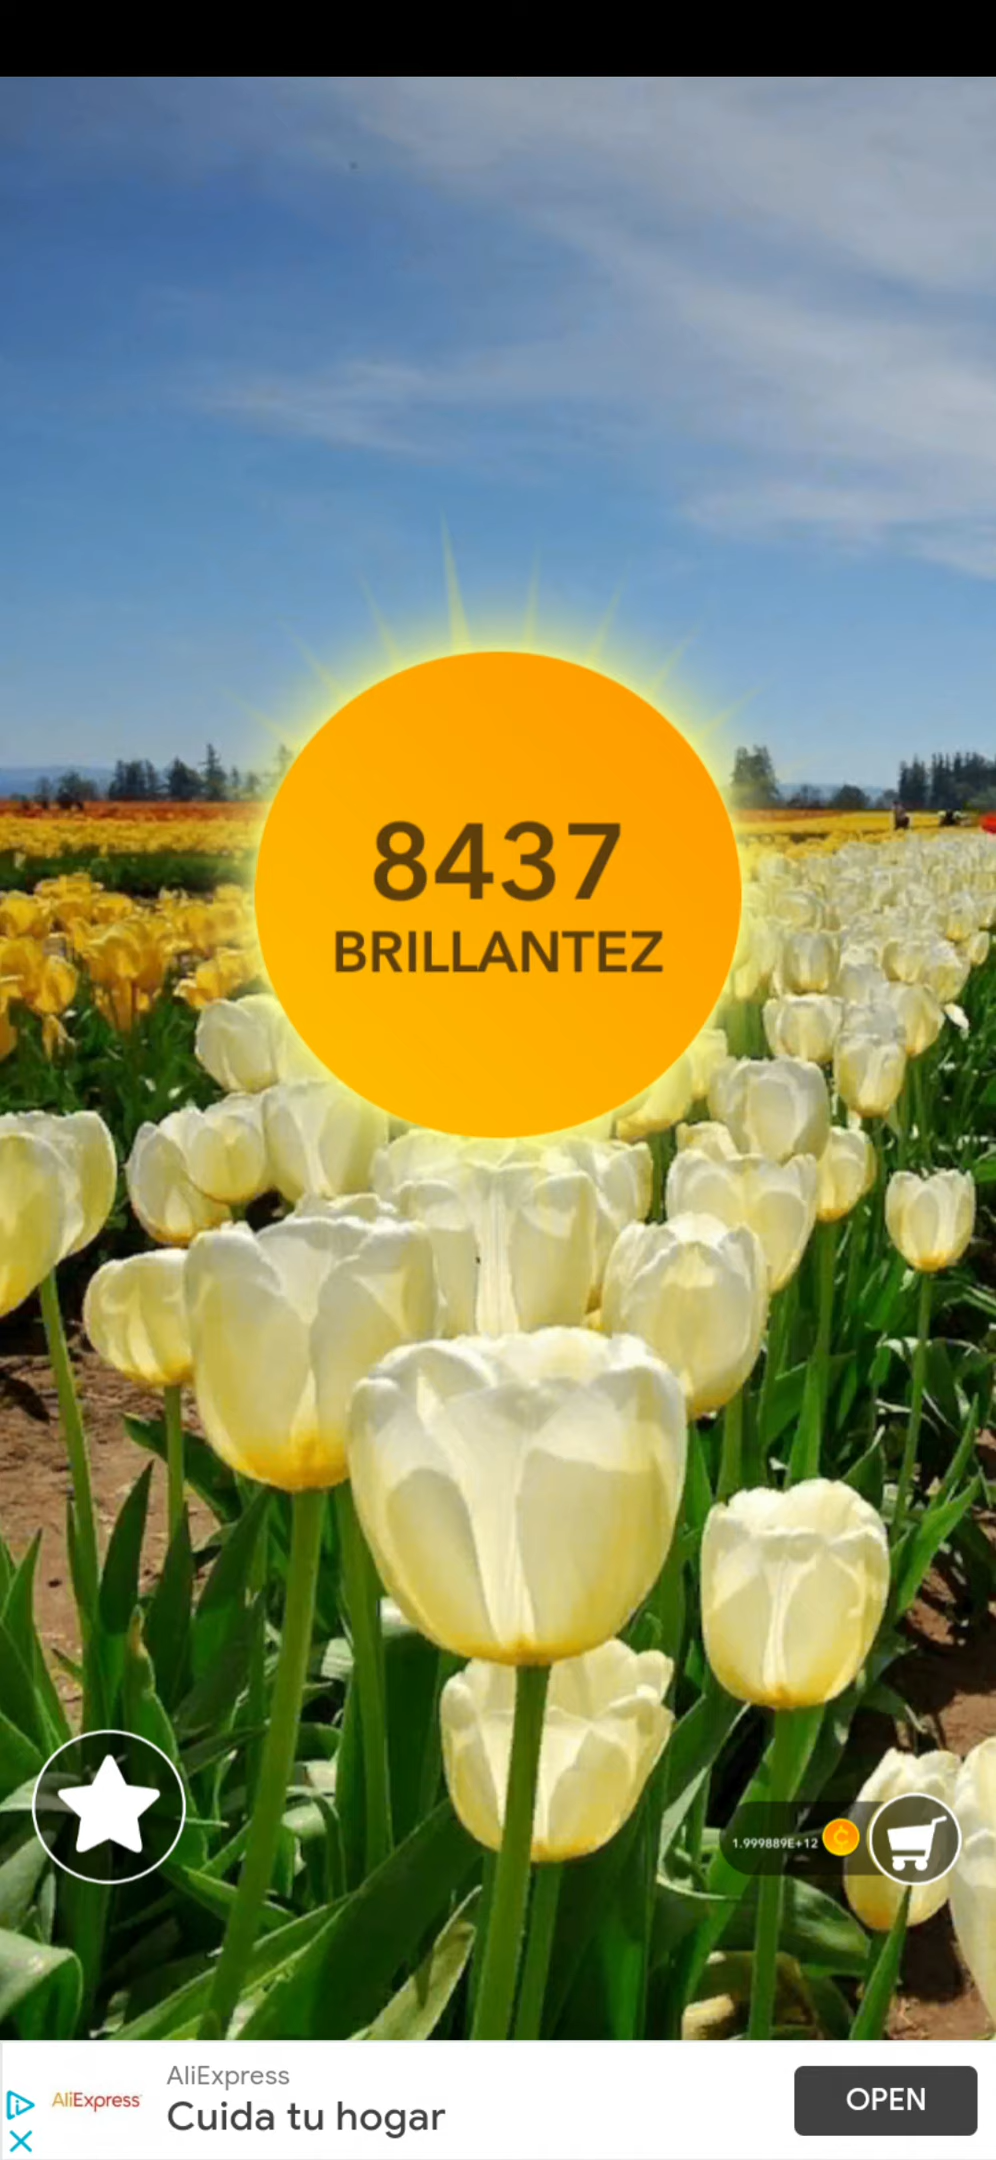 8437
BRILLANTEZ
1.999889E+12
AliExpress
AliExpress
Cuida tu hogar
OPEN